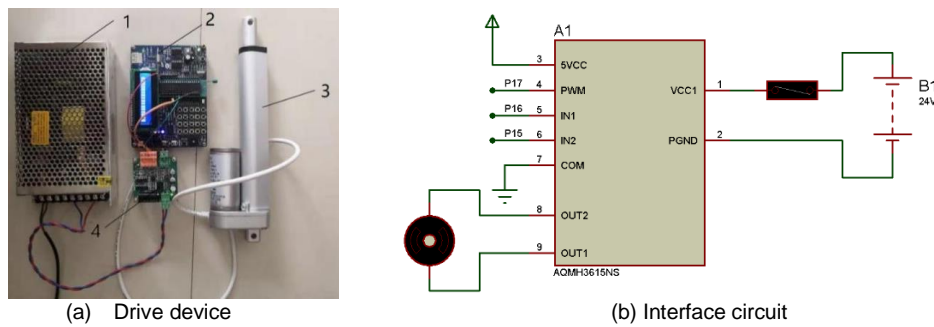 1
2
3
4
(a) Drive device
A1
3 5VCC
P17 4 PWM
P16 5 IN1
P15 6 IN2
7 COM
8 OUT2
9 OUT1
VCC1 1
PGND 2
AQMH3615NS
B1
24V
(b) Interface circuit